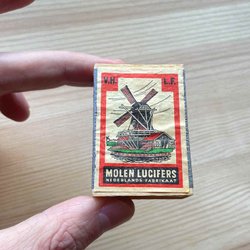 V.H. L.F.
MOLEN LUCIFERS
NEDERLANDS FABRIKAAT